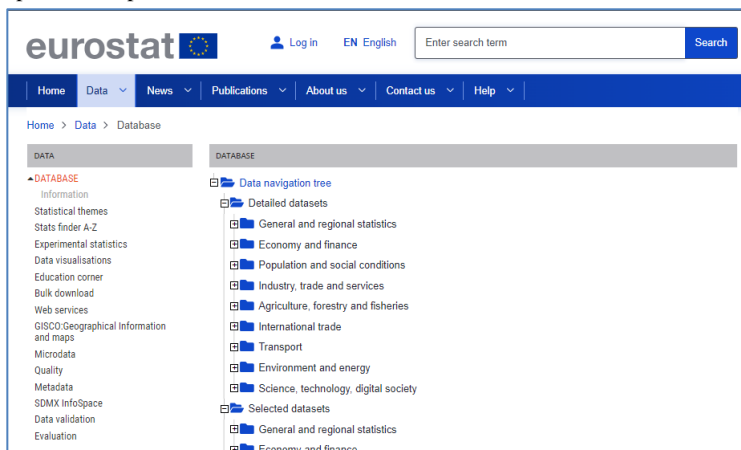 eurostat
Log in EN English Enter search term Search
Home Data News Publications About us Contact us Help
Home > Data > Database
DATA
DATABASE
Information
Statistical themes
Stats finder A-Z
Experimental statistics
Data visualisations
Education corner
Bulk download
Web services
GISCO:Geographical Information
and maps
Microdata
Quality
Metadata
SDMX InfoSpace
Data validation
Evaluation
DATABASE
Data navigation tree
Detailed datasets
General and regional statistics
Economy and finance
Population and social conditions
Industry, trade and services
Agriculture, forestry and fisheries
International trade
Transport
Environment and energy
Science, technology, digital society
Selected datasets
General and regional statistics
Economy and finance